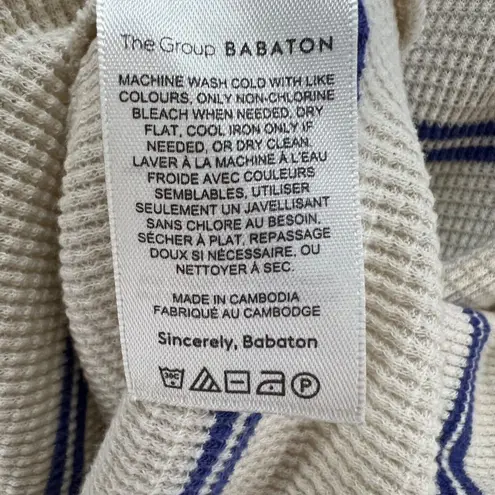 The Group BABATON
MACHINE WASH COLD WITH LIKE
COLOURS, ONLY NON-CHLORINE
BLEACH WHEN NEEDED, DRY
FLAT, COOL IRON ONLY IF
NEEDED, OR DRY CLEAN.
LAVER À LA MACHINE À L'EAU
FROIDE AVEC COULEURS
SEMBLABLES, UTILISER
SEULEMENT UN JAVELLISANT
SANS CHLORE AU BESOIN.
SÉCHER À PLAT, REPASSAGE
DOUX SI NÉCESSAIRE, OU
NETTOYER À SEC.
MADE IN CAMBODIA
FABRIQUÉ AU CAMBODGE
Sincerely, Babaton
30C P